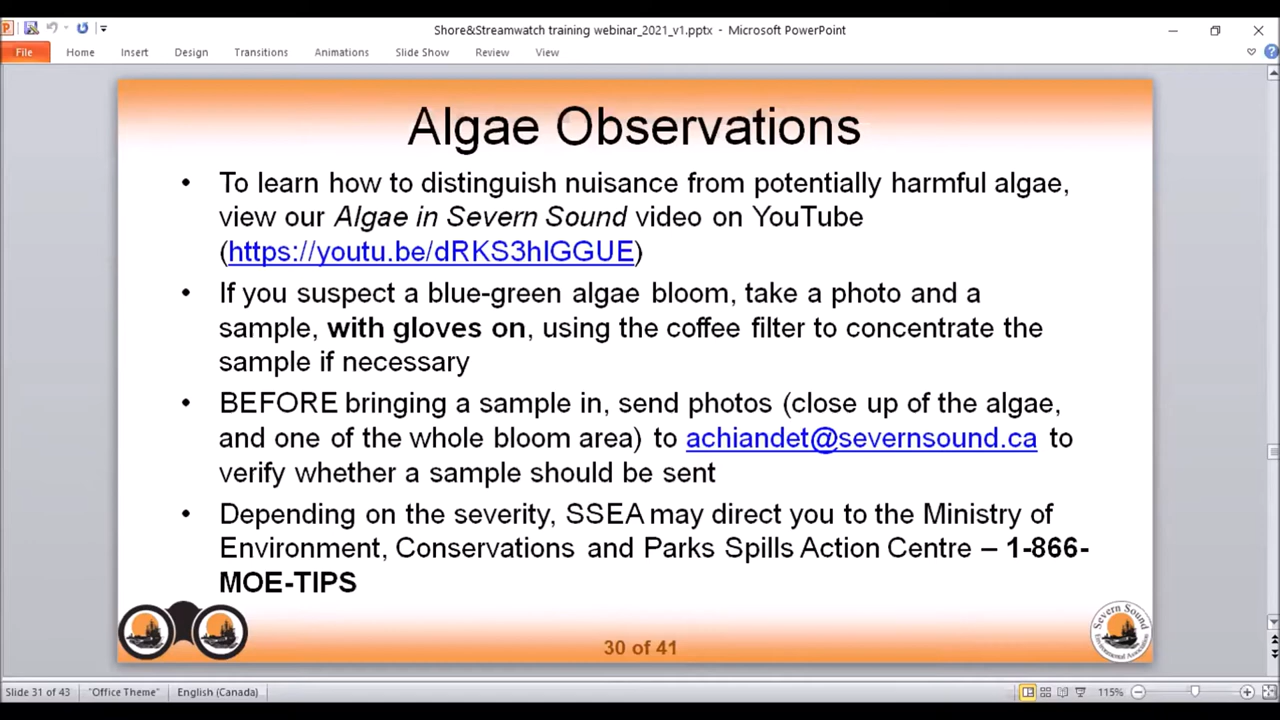 Shore&Streamwatch training webinar_2021_v1.pptx - Microsoft PowerPoint
File Home Insert Design Transitions Animations Slide Show Review View
Algae Observations
• To learn how to distinguish nuisance from potentially harmful algae,
view our Algae in Severn Sound video on YouTube
(https://youtu.be/dRKS3hIGGUE)
• If you suspect a blue-green algae bloom, take a photo and a
sample, with gloves on, using the coffee filter to concentrate the
sample if necessary
• BEFORE bringing a sample in, send photos (close up of the algae,
and one of the whole bloom area) to achiandet@severnsound.ca to
verify whether a sample should be sent
• Depending on the severity, SSEA may direct you to the Ministry of
Environment, Conservations and Parks Spills Action Centre – 1-866-
MOE-TIPS
Severn Sound
Environmental Association
30 of 41
Slide 31 of 43 "Office Theme" English (Canada) 115%